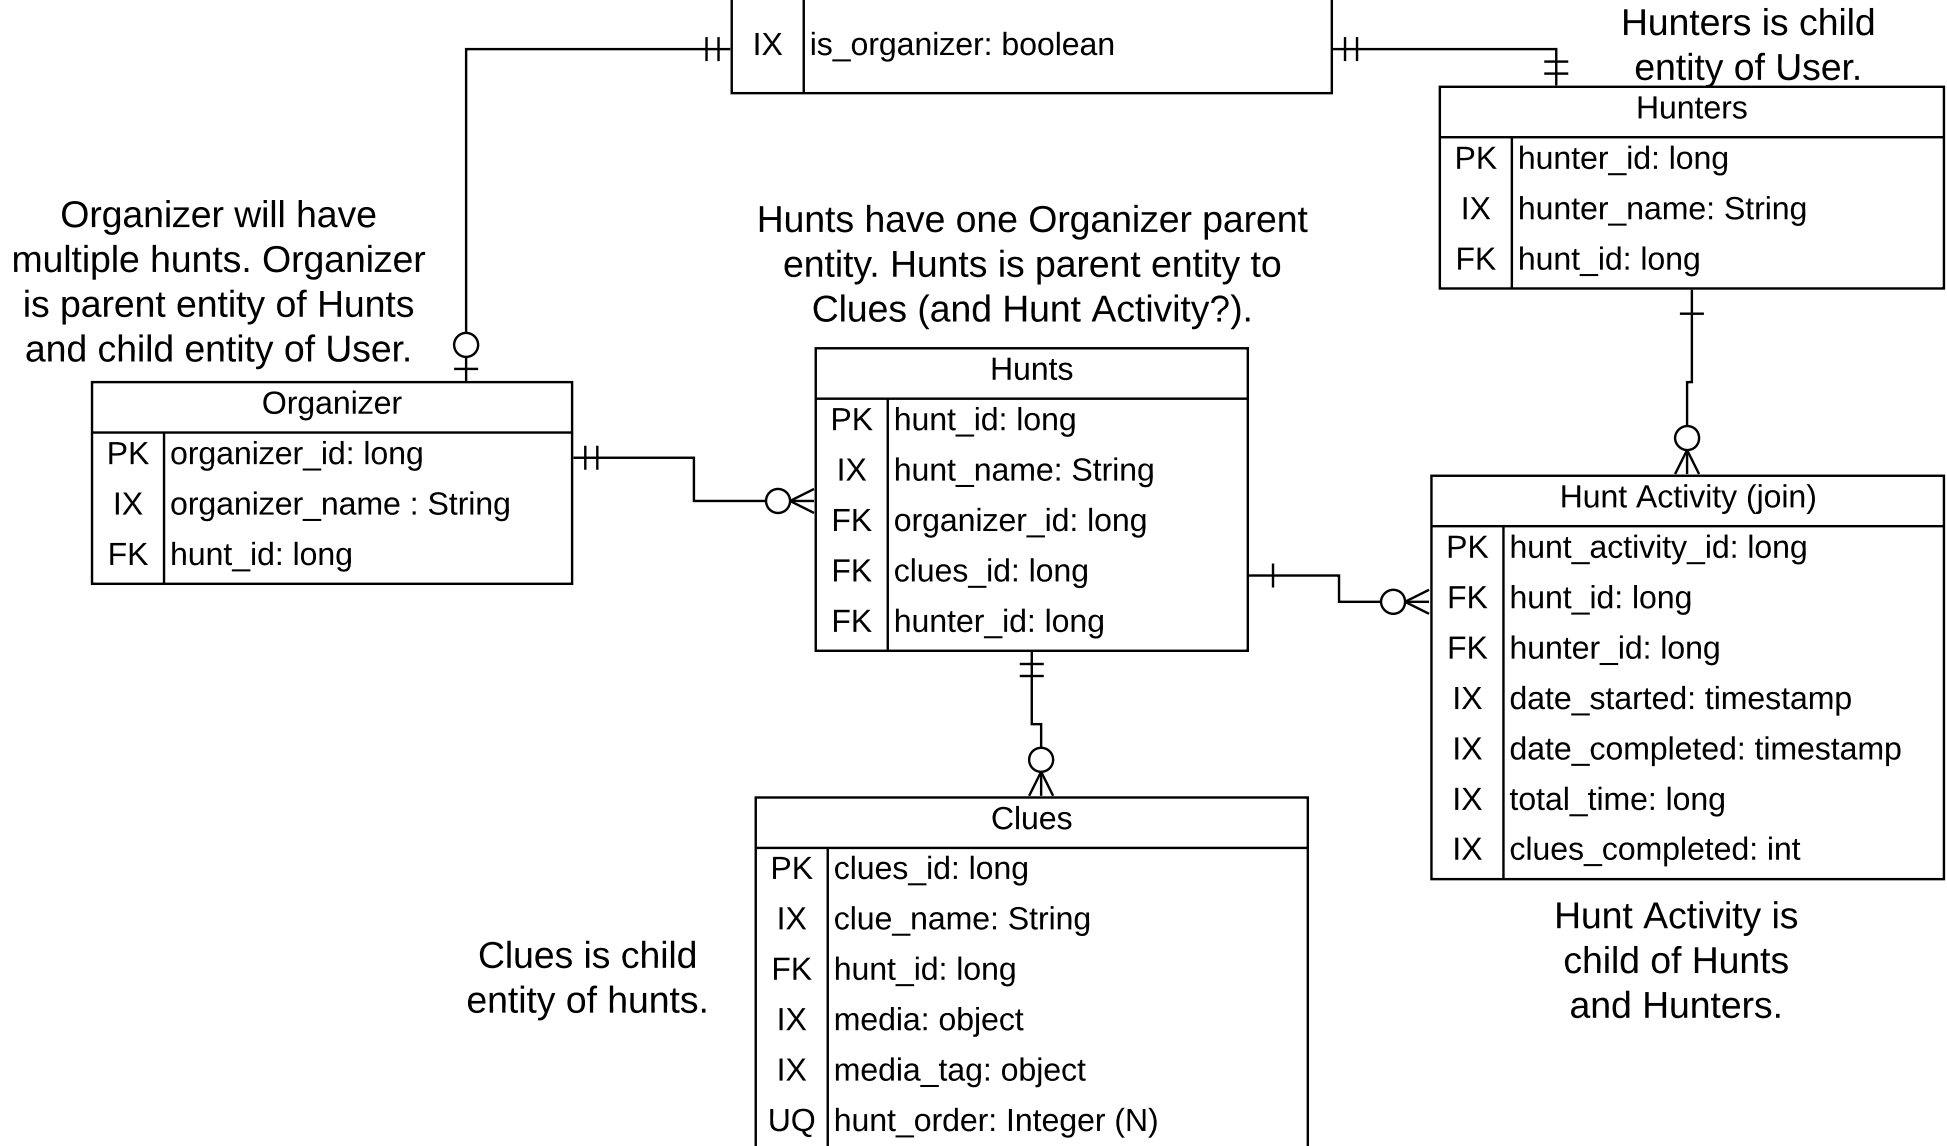 IX is_organizer: boolean
Hunters is child
entity of User.
Hunters
PK hunter_id: long
IX hunter_name: String
FK hunt_id: long
Organizer will have
multiple hunts. Organizer
is parent entity of Hunts
and child entity of User.
Organizer
PK organizer_id: long
IX organizer_name : String
FK hunt_id: long
Hunts have one Organizer parent
entity. Hunts is parent entity to
Clues (and Hunt Activity?).
Hunts
PK hunt_id: long
IX hunt_name: String
FK organizer_id: long
FK clues_id: long
FK hunter_id: long
Hunt Activity (join)
PK hunt_activity_id: long
FK hunt_id: long
FK hunter_id: long
IX date_started: timestamp
IX date_completed: timestamp
IX total_time: long
IX clues_completed: int
Hunt Activity is
child of Hunts
and Hunters.
Clues is child
entity of hunts.
Clues
PK clues_id: long
IX clue_name: String
FK hunt_id: long
IX media: object
IX media_tag: object
UQ hunt_order: Integer (N)